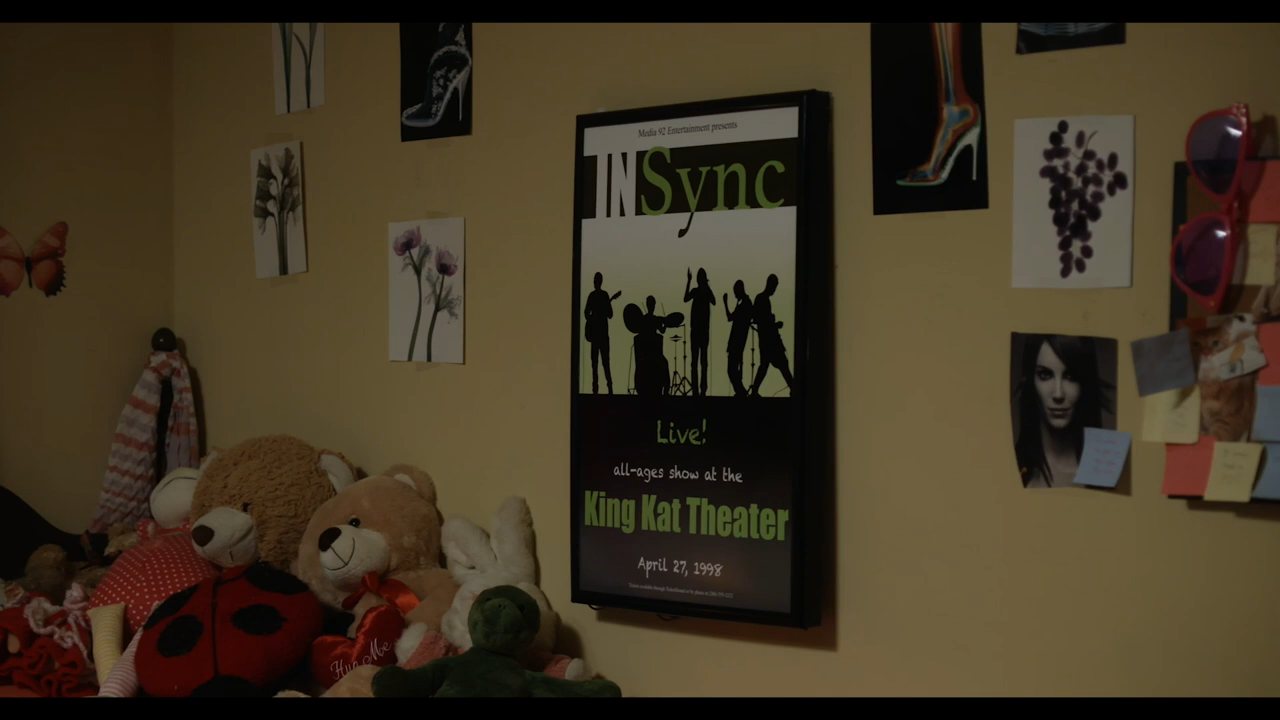 Media 92 Entertainment presents
INSync
Live!
all-ages show at the
King Kat Theater
April 27, 1998
Hug Me